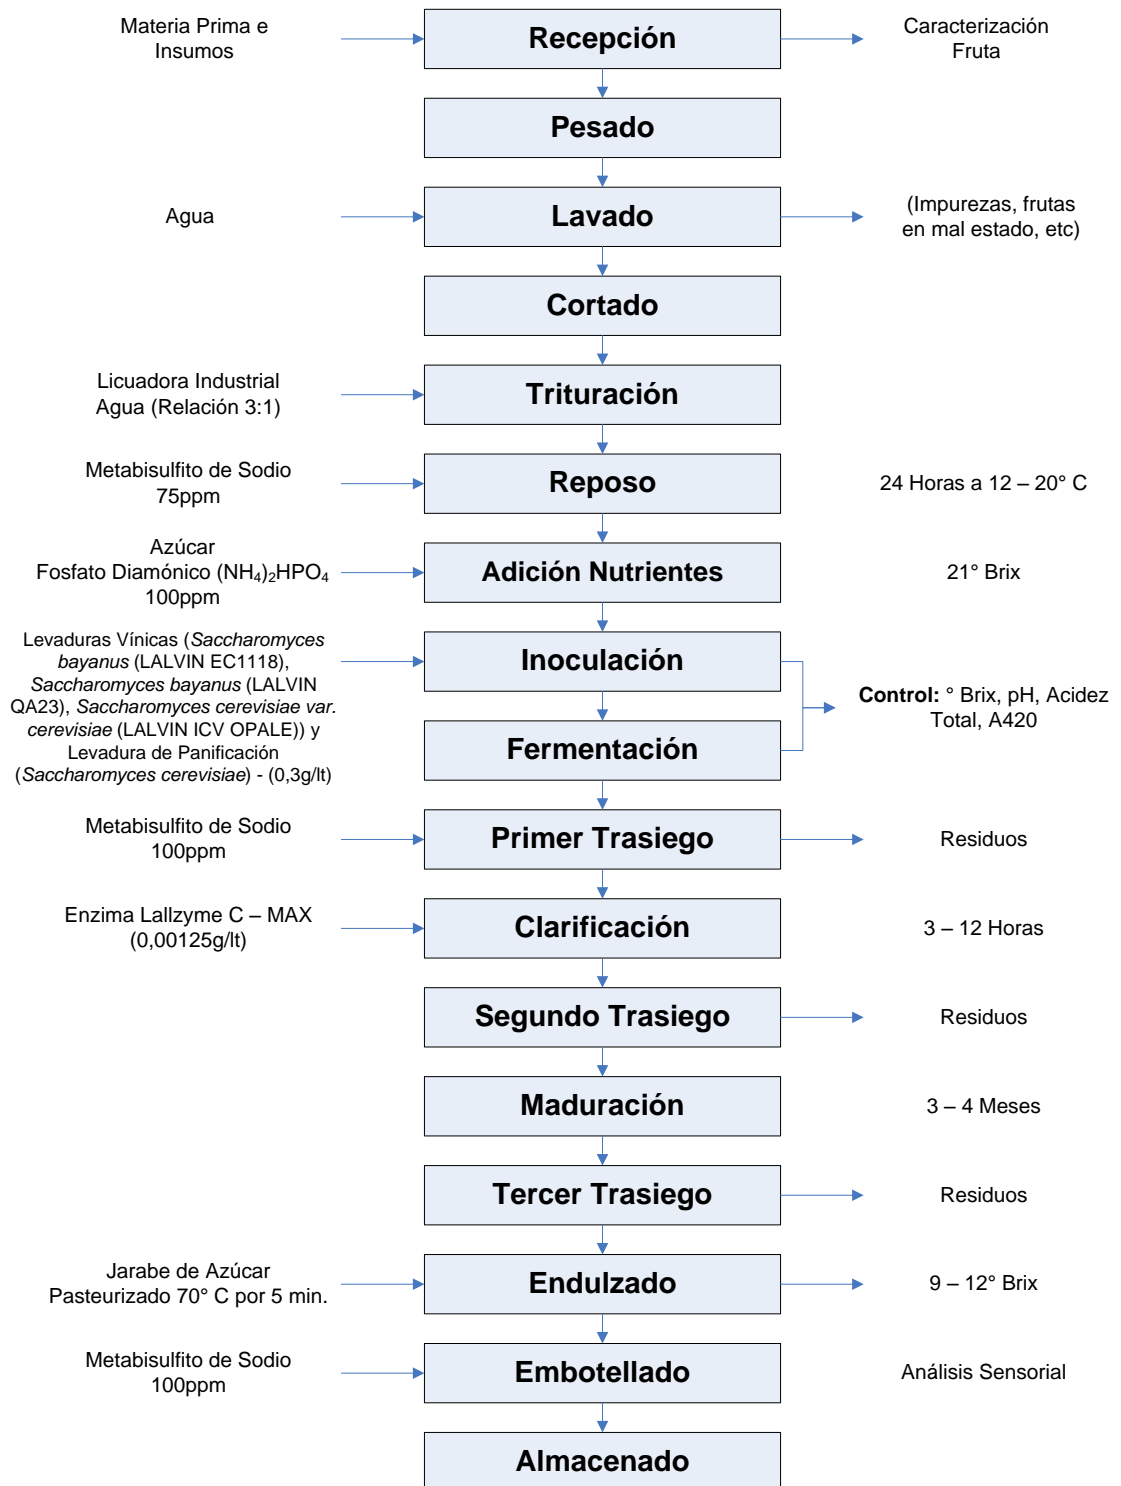 Materia Prima e
Insumos
Recepción
Caracterización
Fruta
Pesado
Agua
Lavado
(Impurezas, frutas
en mal estado, etc)
Cortado
Licuadora Industrial
Agua (Relación 3:1)
Trituración
Metabisulfito de Sodio
75ppm
Reposo
24 Horas a 12 – 20° C
Azúcar
Fosfato Diamónico (NH₄)₂HPO₄
100ppm
Adición Nutrientes
21° Brix
Levaduras Vínicas (Saccharomyces
bayanus (LALVIN EC1118),
Saccharomyces bayanus (LALVIN
QA23), Saccharomyces cerevisiae var.
cerevisiae (LALVIN ICV OPALE)) y
Levadura de Panificación
(Saccharomyces cerevisiae) - (0,3g/lt)
Inoculación
Fermentación
Control: ° Brix, pH, Acidez
Total, A420
Metabisulfito de Sodio
100ppm
Primer Trasiego
Residuos
Enzima Lallzyme C – MAX
(0,00125g/lt)
Clarificación
3 – 12 Horas
Segundo Trasiego
Residuos
Maduración
3 – 4 Meses
Tercer Trasiego
Residuos
Jarabe de Azúcar
Pasteurizado 70° C por 5 min.
Endulzado
9 – 12° Brix
Metabisulfito de Sodio
100ppm
Embotellado
Análisis Sensorial
Almacenado